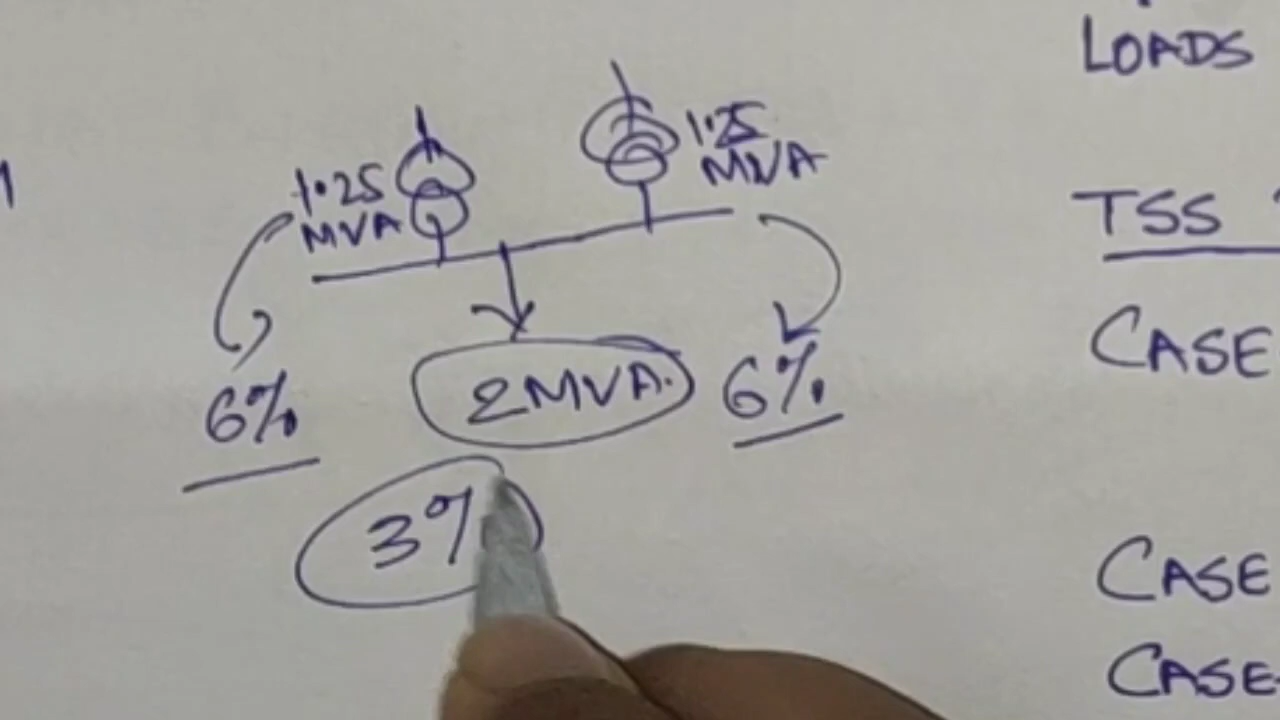 LOADS
1.25
MVA
1.25
MVA
TSS
6%
2MVA.
6%
CASE
3%
CASE
CASE-